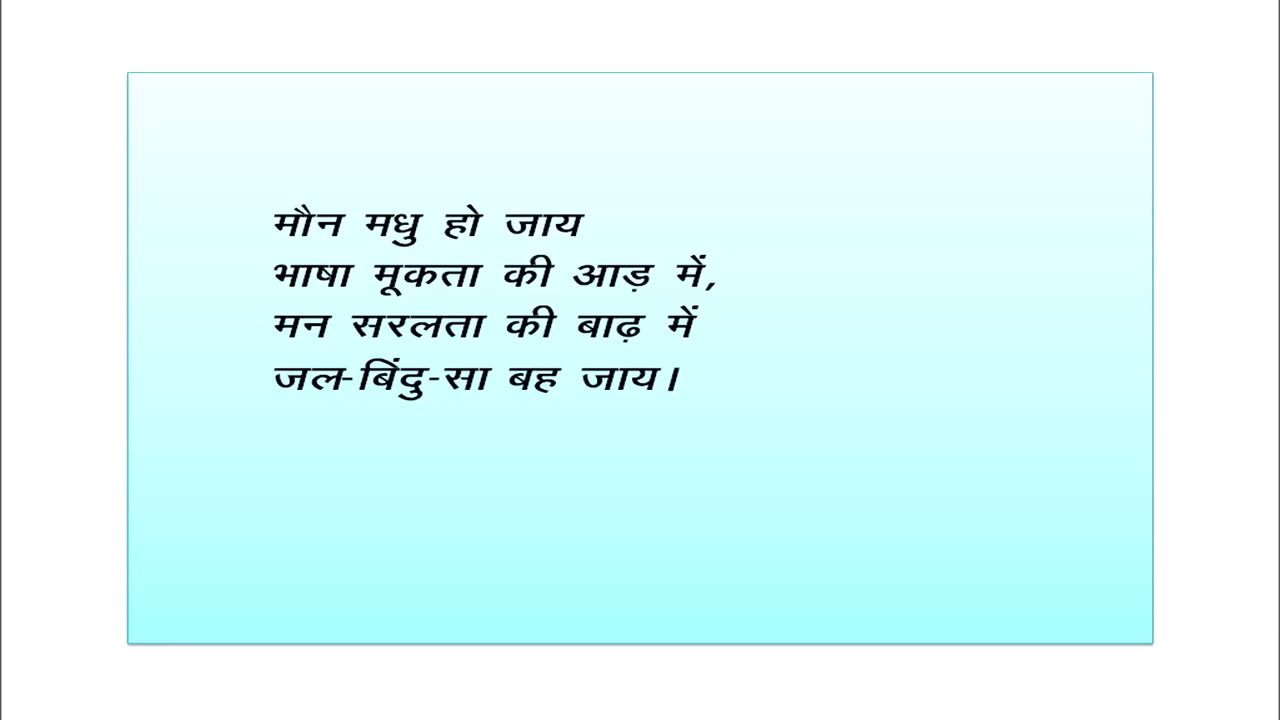 मौन मधु हो जाय
भाषा मूकता की आड़ में,
मन सरलता की बाढ़ में
जल-बिंदु-सा बह जाय।